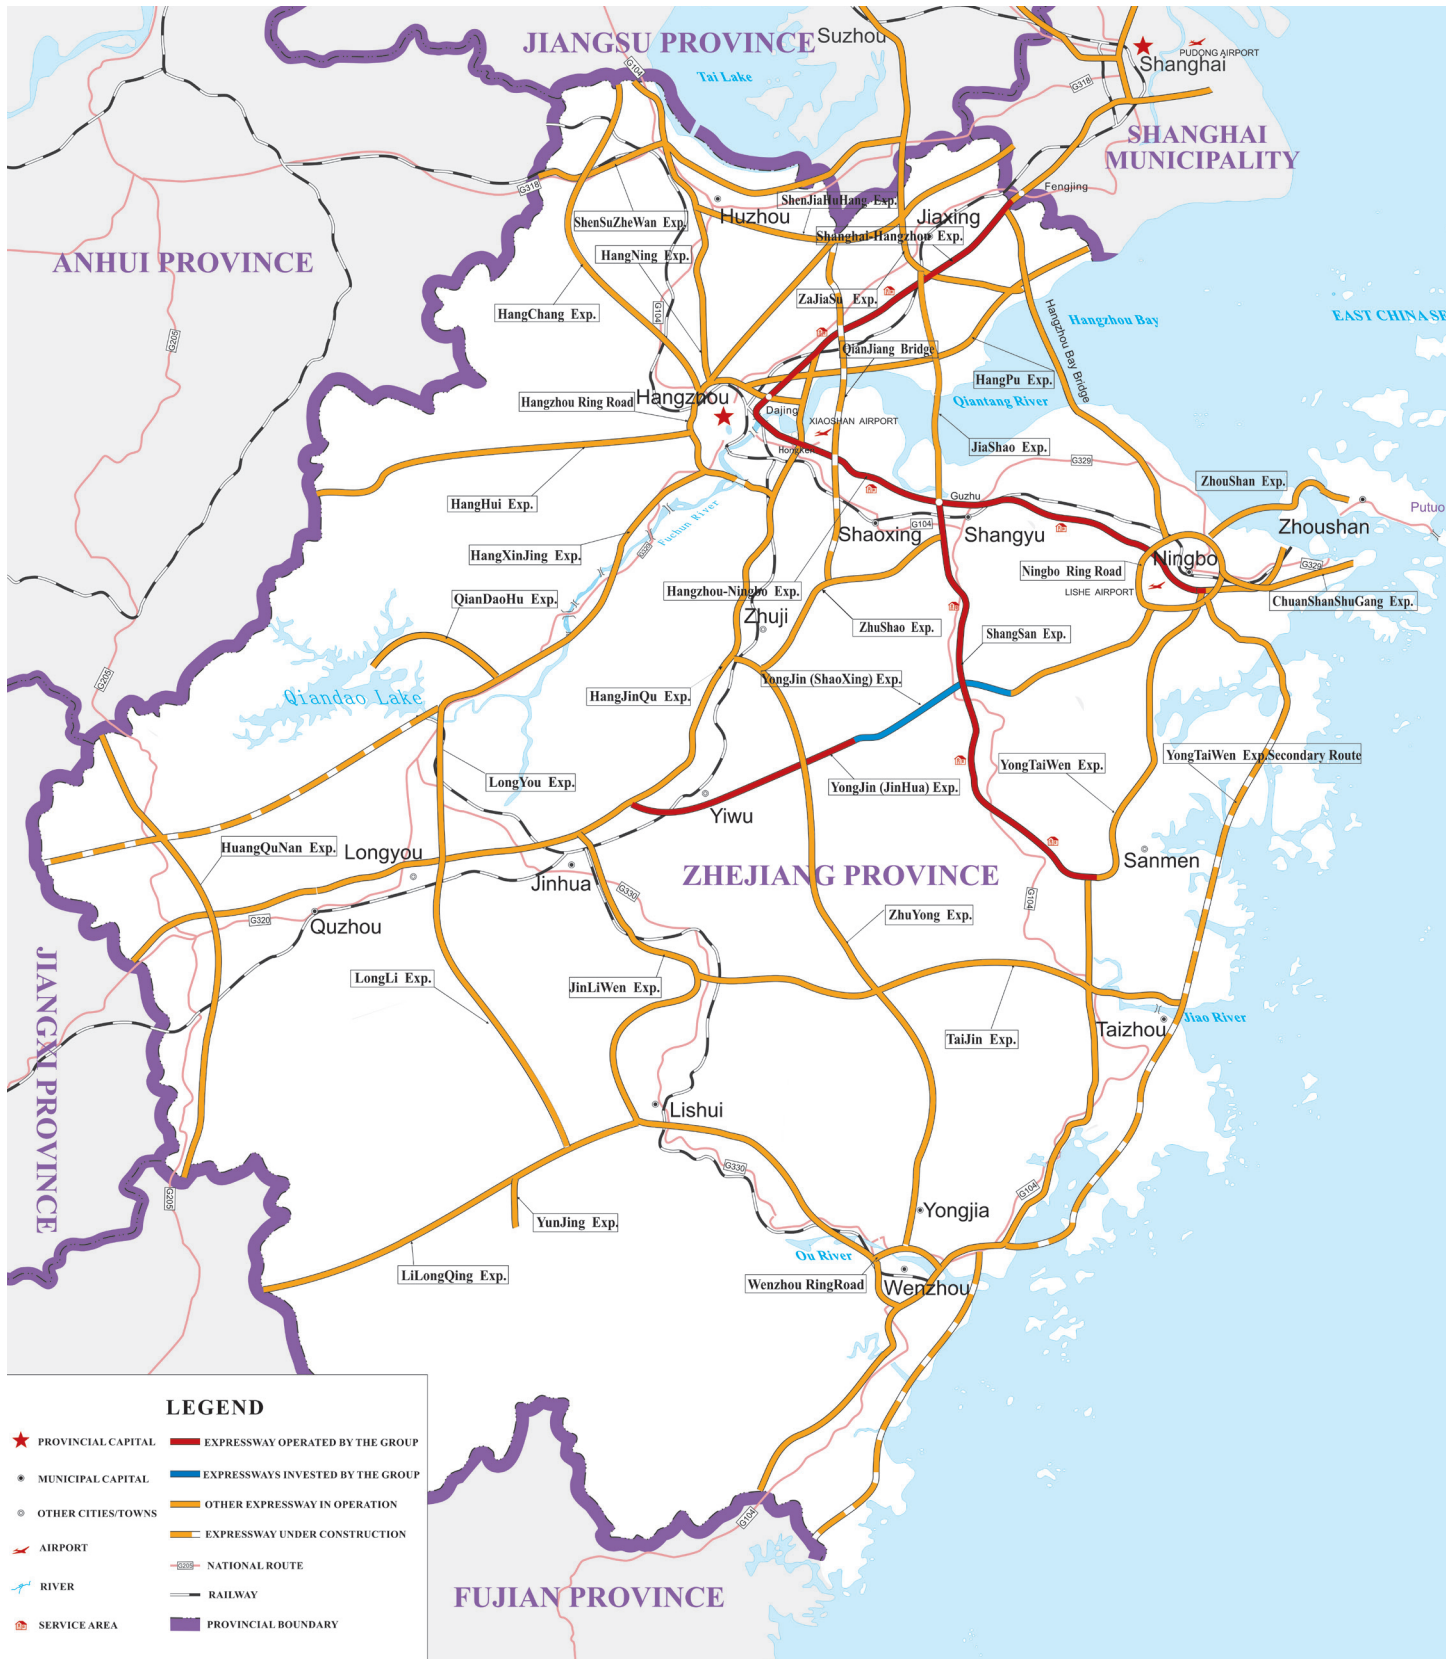 JIANGSU PROVINCE
Suzhou
G104
Tai Lake
PUDONG AIRPORT
Shanghai
G318
SHANGHAI
MUNICIPALITY
G318
Fengjing
Huzhou
ShenJiaHuHang Exp.
Jiaxing
ShenSuZheWan Exp.
Shanghai-Hangzhou Exp.
HangNing Exp.
ANHUI PROVINCE
ZaJiaSu Exp.
HangChang Exp.
G104
Hangzhou Bay
EAST CHINA SE
G205
QianJiang Bridge
Hangzhou Bay Bridge
HangPu Exp.
Hangzhou Ring Road
Hangzhou
Dajing
Qiantang River
XIAOSHAN AIRPORT
JiaShao Exp.
G329
ZhouShan Exp.
HangHui Exp.
Guzhu
Putuo
Fuchun River
G104
Shaoxing
Shangyu
Zhoushan
HangXinJing Exp.
G320
Ningbo
Ningbo Ring Road
G329
LISHE AIRPORT
Hangzhou-Ningbo Exp.
QianDaoHu Exp.
ChuanShanShuGang Exp.
Zhuji
ZhuShao Exp.
ShangSan Exp.
G205
YongJin (ShaoXing) Exp.
Qiandao Lake
HangJinQu Exp.
YongTaiWen Exp.
YongTaiWen Exp.Secondary Route
LongYou Exp.
YongJin (JinHua) Exp.
Yiwu
HuangQuNan Exp.
Longyou
Sanmen
Jinhua
ZHEJIANG PROVINCE
G330
G104
G320
Quzhou
ZhuYong Exp.
JIANGXI PROVINCE
LongLi Exp.
JinLiWen Exp.
Jiao River
Taizhou
TaiJin Exp.
Lishui
G330
G205
G104
Yongjia
YunJing Exp.
Ou River
LiLongQing Exp.
Wenzhou RingRoad
Wenzhou
LEGEND
PROVINCIAL CAPITAL
EXPRESSWAY OPERATED BY THE GROUP
MUNICIPAL CAPITAL
EXPRESSWAYS INVESTED BY THE GROUP
OTHER CITIES/TOWNS
OTHER EXPRESSWAY IN OPERATION
EXPRESSWAY UNDER CONSTRUCTION
AIRPORT
G205
NATIONAL ROUTE
RIVER
RAILWAY
SERVICE AREA
PROVINCIAL BOUNDARY
G104
FUJIAN PROVINCE